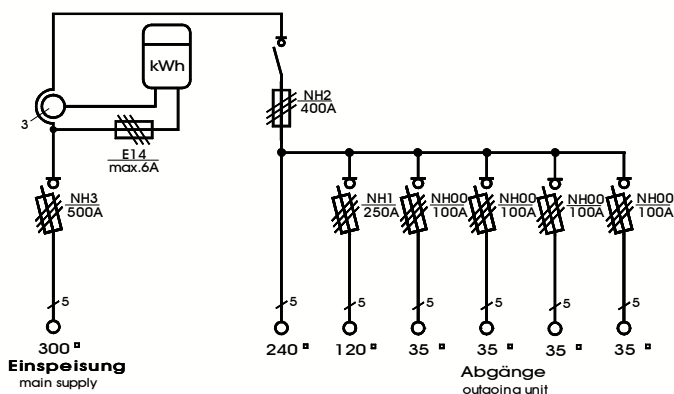 kWh
3
E14
max.6A
NH2
400A
NH3
500A
NH1
250A
NH00
100A
NH00
100A
NH00
100A
NH00
100A
5
5
5
5
5
5
5
300 □
240 □
120 □
35 □
35 □
35 □
35 □
Einspeisung
main supply
Abgänge
outgoing unit